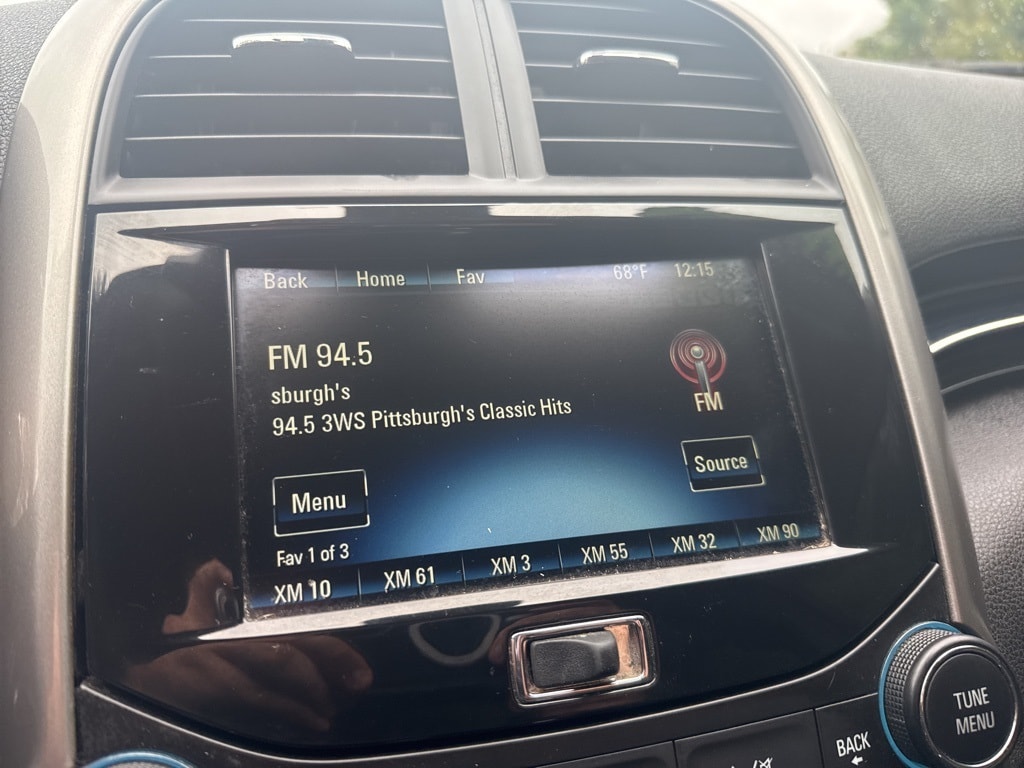 Back Home Fav 68°F 12:15
FM 94.5
sburgh's
94.5 3WS Pittsburgh's Classic Hits
FM
Menu Source
Fav 1 of 3
XM 10 XM 61 XM 3 XM 55 XM 32 XM 90
TUNE
MENU
BACK